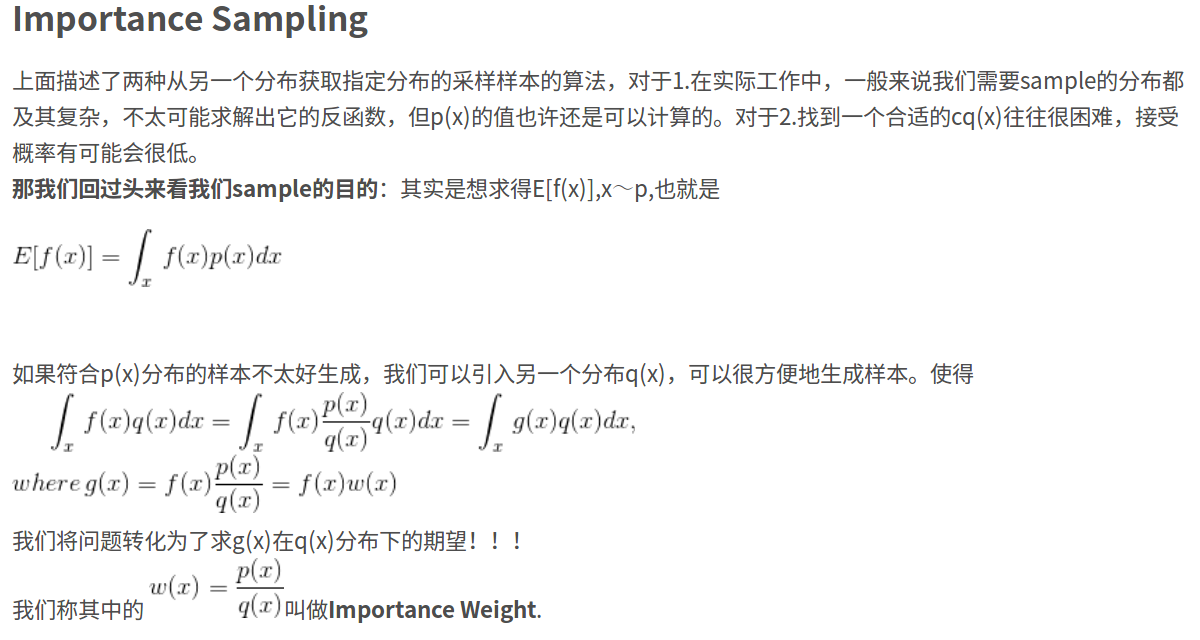 Importance Sampling
上面描述了两种从另一个分布获取指定分布的采样样本的算法，对于1.在实际工作中，一般来说我们需要sample的分布都
及其复杂，不太可能求解出它的反函数，但p(x)的值也许还是可以计算的。对于2.找到一个合适的cq(x)往往很困难，接受
概率有可能会很低。
那我们回过头来看我们sample的目的：其实是想求得E[f(x)],x～p,也就是
E[f(x)] = ∫_x f(x)p(x)dx
如果符合p(x)分布的样本不太好生成，我们可以引入另一个分布q(x)，可以很方便地生成样本。使得
∫_x f(x)q(x)dx = ∫_x f(x) p(x)/q(x) q(x)dx = ∫_x g(x)q(x)dx,
where g(x) = f(x) p(x)/q(x) = f(x)w(x)
我们将问题转化为了求g(x)在q(x)分布下的期望！！！
我们称其中的 w(x) = p(x)/q(x) 叫做Importance Weight.